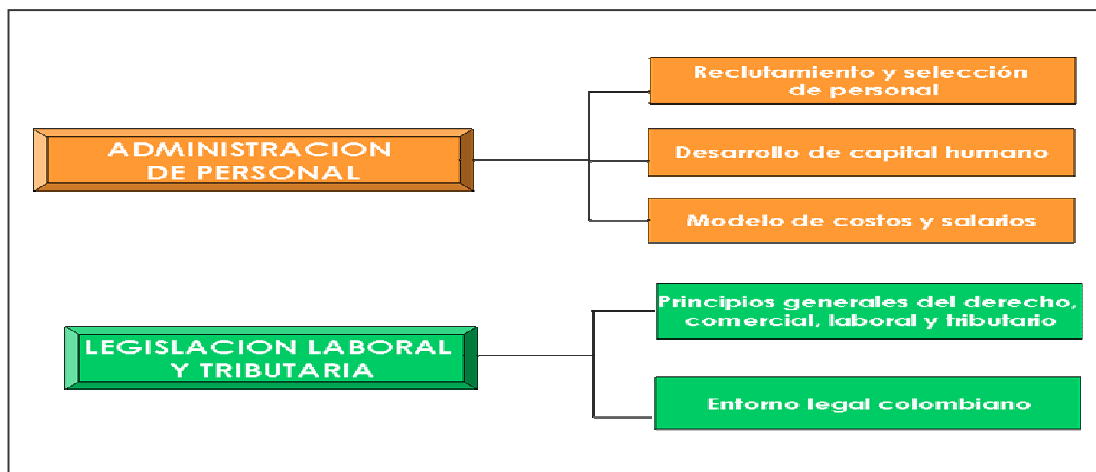 Reclutamiento y selección
de personal
ADMINISTRACION
DE PERSONAL
Desarrollo de capital humano
Modelo de costos y salarios
Principios generales del derecho,
comercial, laboral y tributario
LEGISLACION LABORAL
Y TRIBUTARIA
Entorno legal colombiano